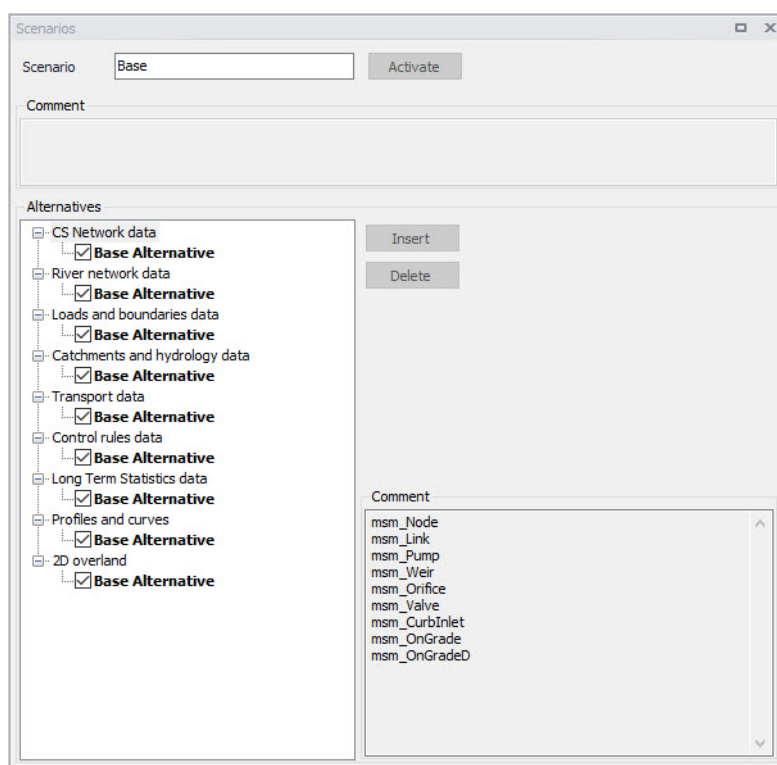 Scenarios
Scenario
Base
Activate
Comment
Alternatives
CS Network data
Base Alternative
River network data
Base Alternative
Loads and boundaries data
Base Alternative
Catchments and hydrology data
Base Alternative
Transport data
Base Alternative
Control rules data
Base Alternative
Long Term Statistics data
Base Alternative
Profiles and curves
Base Alternative
2D overland
Base Alternative
Insert
Delete
Comment
msm_Node
msm_Link
msm_Pump
msm_Weir
msm_Orifice
msm_Valve
msm_CurbInlet
msm_OnGrade
msm_OnGradeD